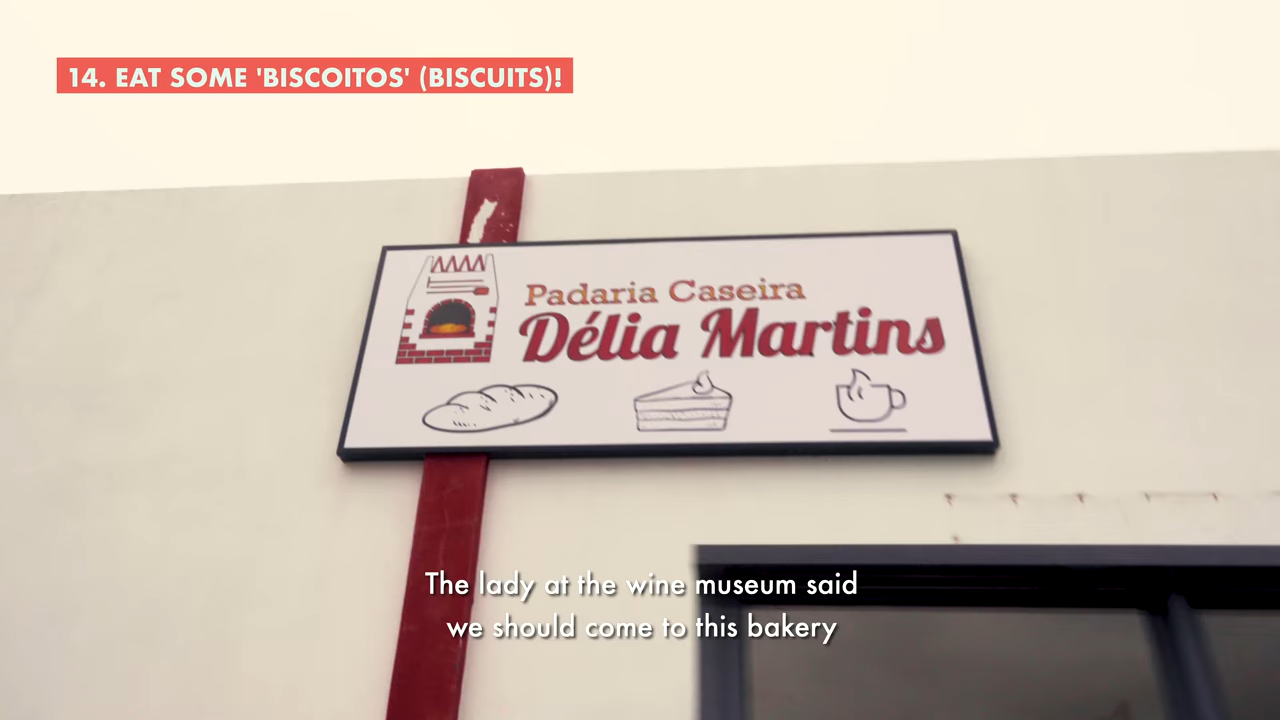 14. EAT SOME 'BISCOITOS' (BISCUITS)!
Padaria Caseira
Délia Martins
The lady at the wine museum said
we should come to this bakery